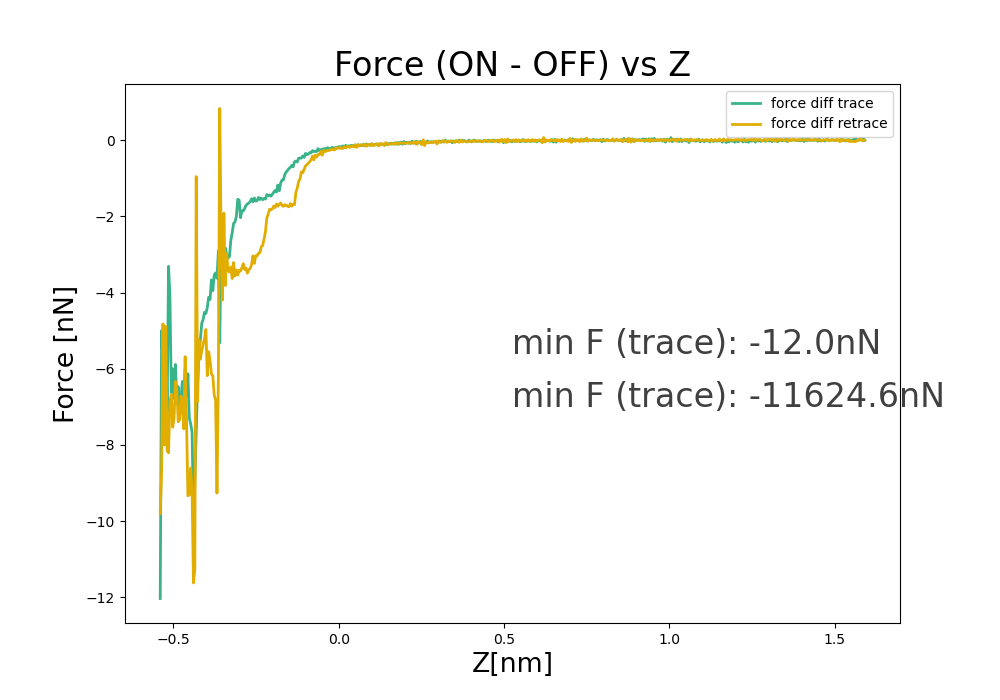 Force (ON - OFF) vs Z
force diff trace
force diff retrace
0
−2
−4
−6
−8
−10
−12
Force [nN]
min F (trace): -12.0nN
min F (trace): -11624.6nN
−0.5 0.0 0.5 1.0 1.5
Z[nm]